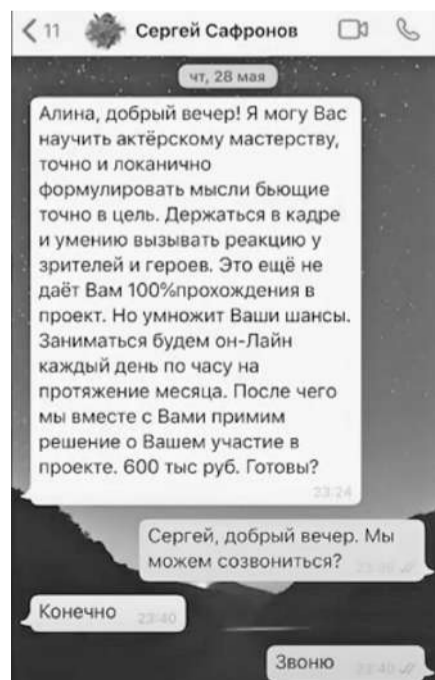 11 Сергей Сафронов
чт, 28 мая
Алина, добрый вечер! Я могу Вас
научить актёрскому мастерству,
точно и локанично
формулировать мысли бьющие
точно в цель. Держаться в кадре
и умению вызывать реакцию у
зрителей и героев. Это ещё не
даёт Вам 100%прохождения в
проект. Но умножит Ваши шансы.
Заниматься будем он-Лайн
каждый день по часу на
протяжение месяца. После чего
мы вместе с Вами примим
решение о Вашем участие в
проекте. 600 тыс руб. Готовы?
23:24
Сергей, добрый вечер. Мы
можем созвониться?
Конечно 23:40
Звоню 23:40